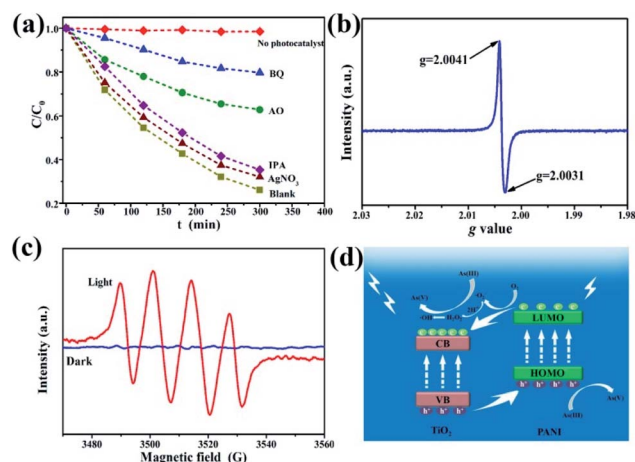 (a)
1.0
0.8
0.6
0.4
0.2
C/C0
No photocatalyst
BQ
AO
IPA
AgNO3
Blank
0 50 100 150 200 250 300 350 400
t (min)
(b)
Intensity (a.u.)
g=2.0041
g=2.0031
2.03 2.01 2.00 1.99 1.98
g value
(c)
Intensity (a.u.)
Light
Dark
3480 3500 3520 3540 3560
Magnetic field (G)
(d)
As(III)
As(V)
·O2
O2
·OH
H2O2
2H+
e e e e
LUMO
e e e e e
CB
HOMO
h+ h+ h+ h+
VB
h+ h+ h+
As(V)
As(III)
TiO2
PANI